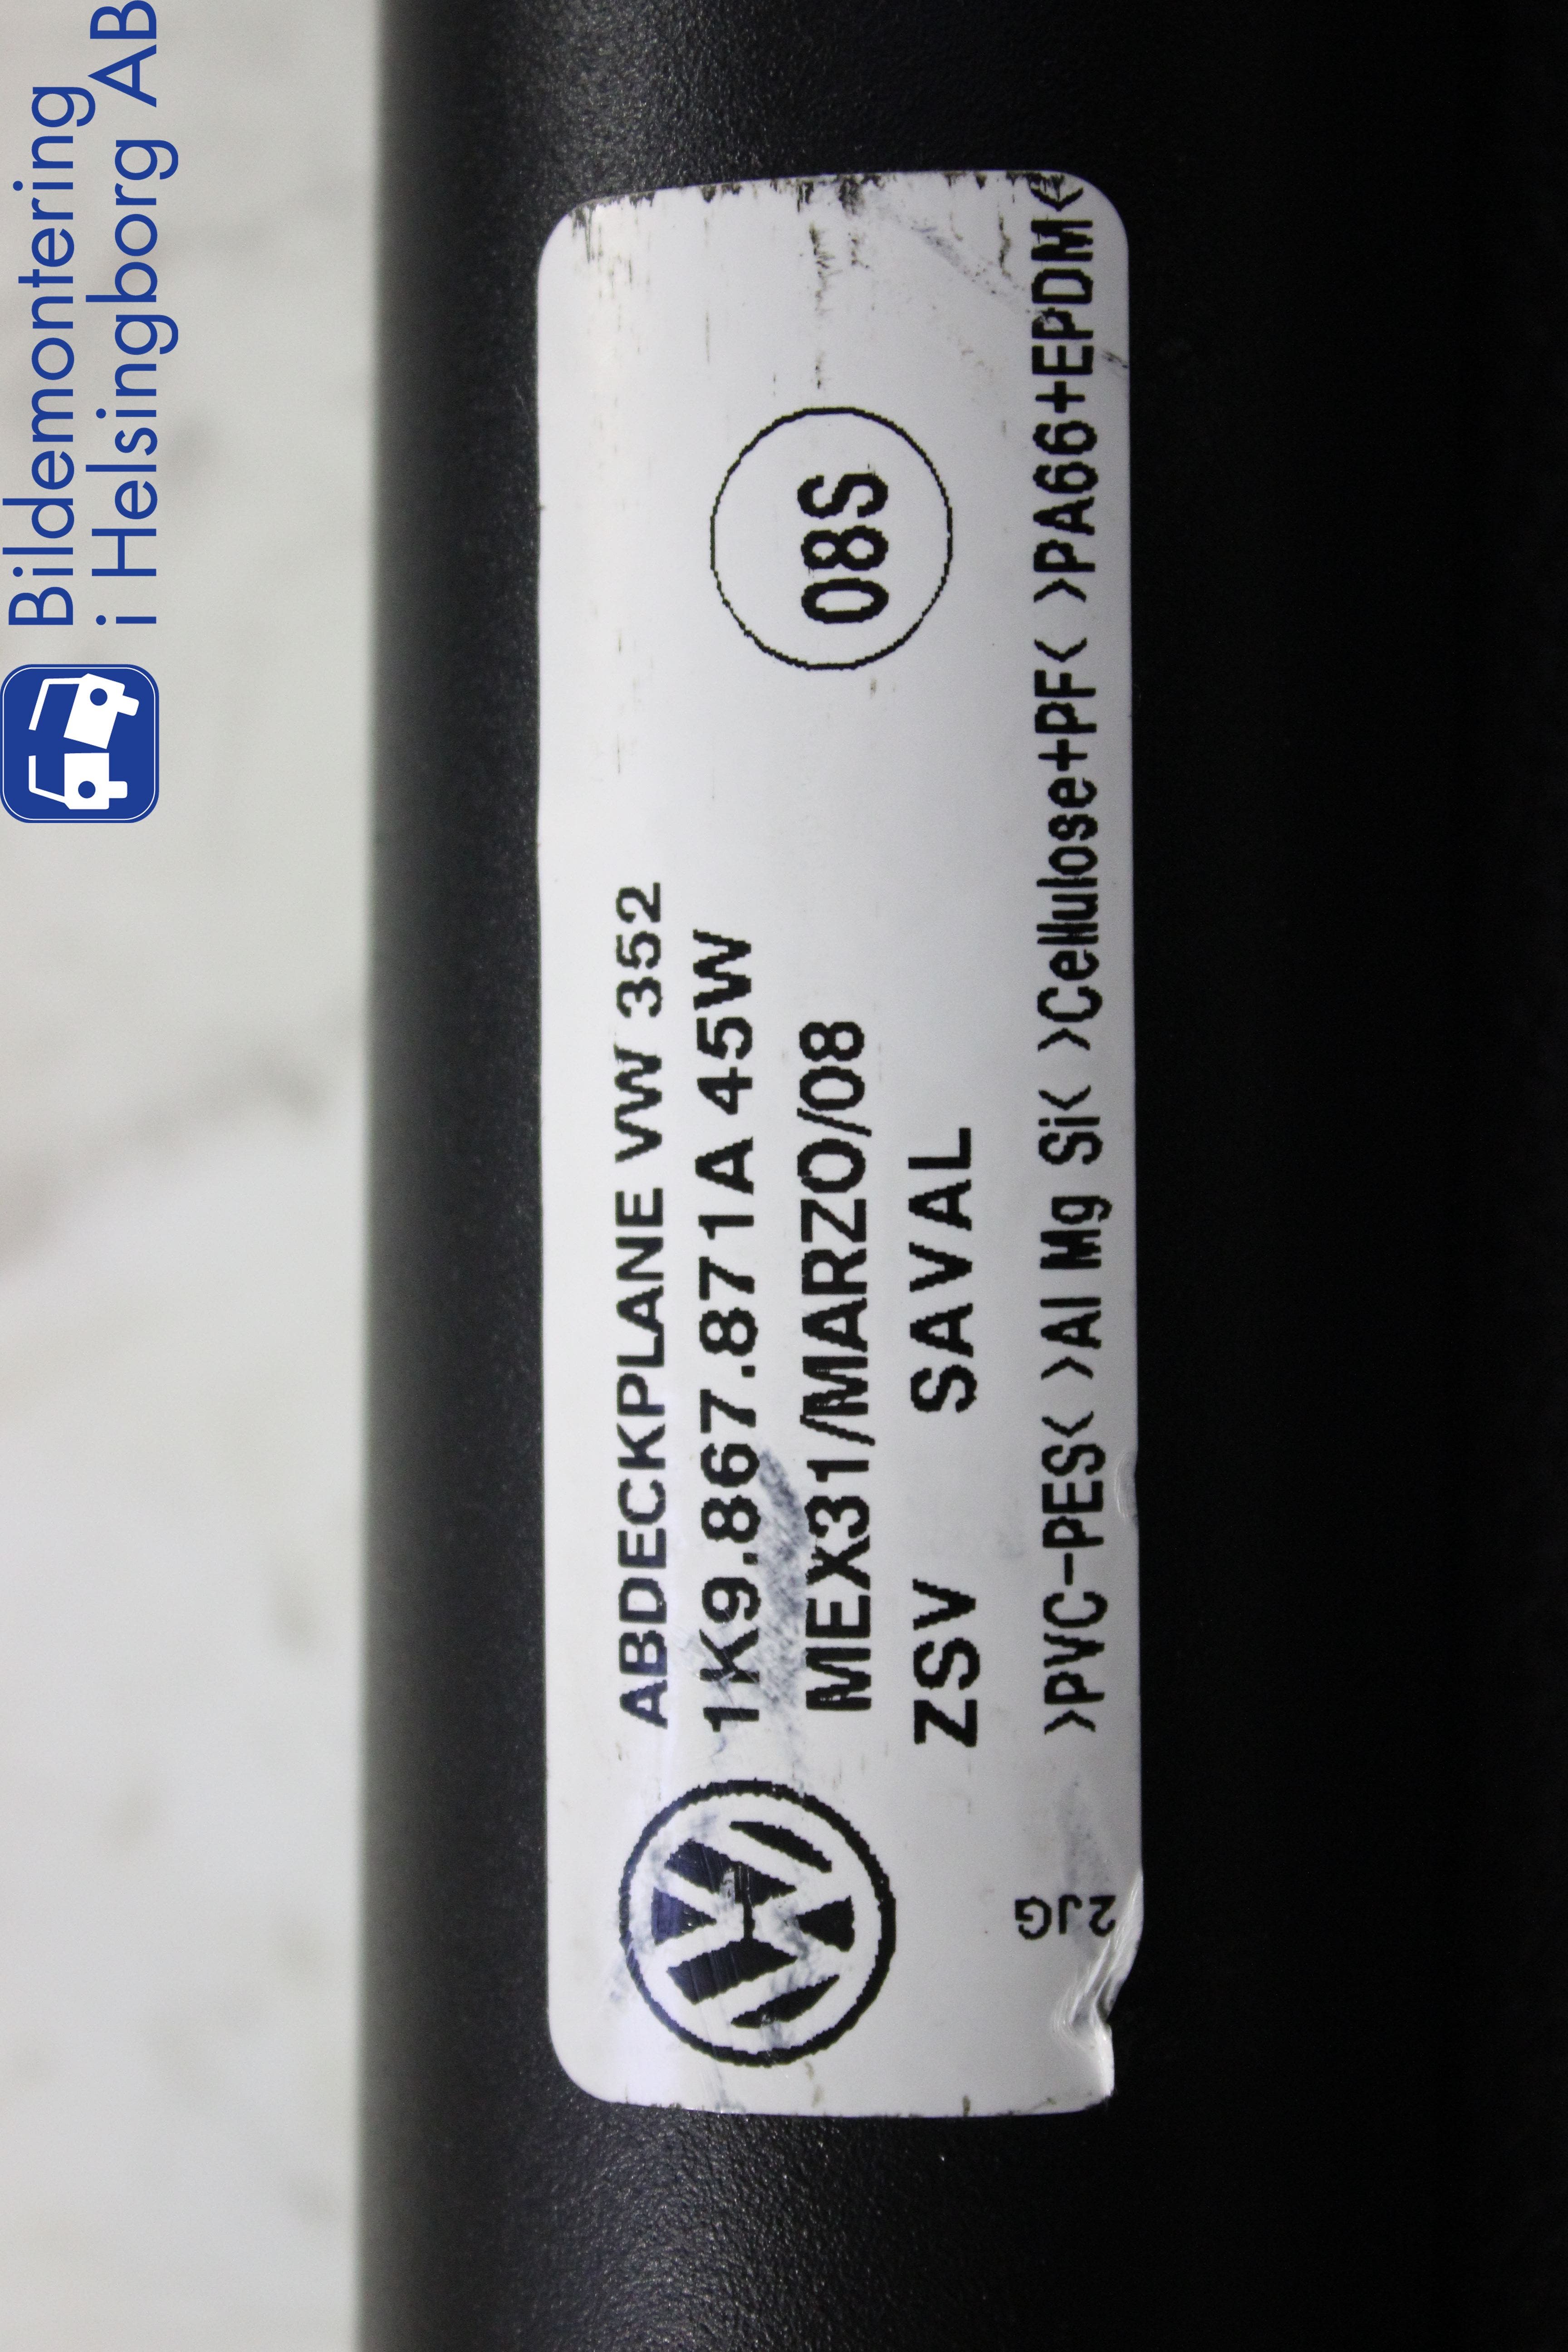 Bildemontering
i Helsingborg AB
ABDECKPLANE VW 352
1K9.867.871A 45W
MEX31/MARZO/08
ZSV SAVAL
08S
>PVC-PES< >Al Mg Si< >Cellulose+PF< >PA66+EPDM<
2JG